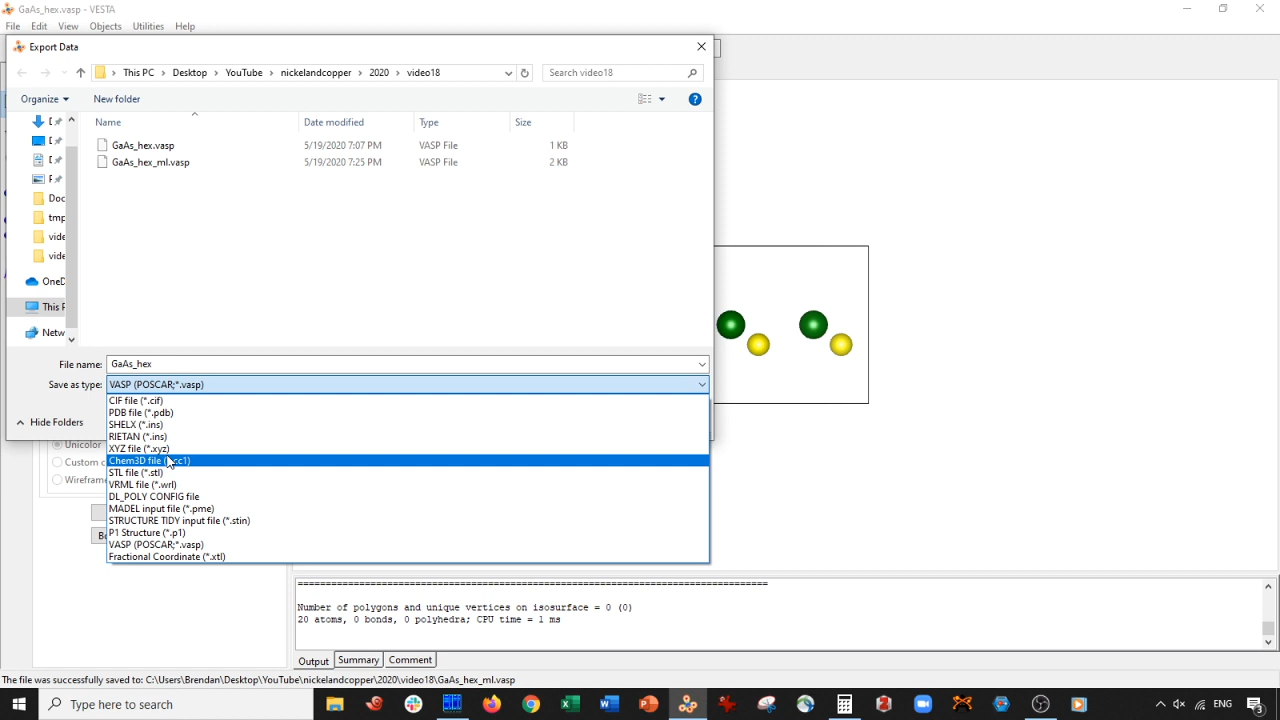 GaAs_hex.vasp - VESTA
File Edit View Objects Utilities Help
Export Data
This PC > Desktop > YouTube > nickelandcopper > 2020 > video18
Search video18
Organize
New folder
Name Date modified Type Size
GaAs_hex.vasp 5/19/2020 7:07 PM VASP File 1 KB
GaAs_hex_ml.vasp 5/19/2020 7:25 PM VASP File 2 KB
Doc
tmp
vide
vide
OneD
This P
Netw
File name: GaAs_hex
Save as type: VASP (POSCAR;*.vasp)
CIF file (*.cif)
PDB file (*.pdb)
SHELX (*.ins)
RIETAN (*.ins)
XYZ file (*.xyz)
Chem3D file
STL file (*.stl)
VRML file (*.wrl)
DL_POLY CONFIG file
MADEL input file (*.pme)
STRUCTURE TIDY input file (*.stin)
P1 Structure (*.p1)
VASP (POSCAR;*.vasp)
Fractional Coordinate (*.xtl)
Hide Folders
Unicolor
Custom c
Wirefram
Bo
================================================================================
Number of polygons and unique vertices on isosurface = 0 (0)
20 atoms, 0 bonds, 0 polyhedra; CPU time = 1 ms
Output Summary Comment
The file was successfully saved to: C:\Users\Brendan\Desktop\YouTube\nickelandcopper\2020\video18\GaAs_hex_ml.vasp
Type here to search
ENG
3